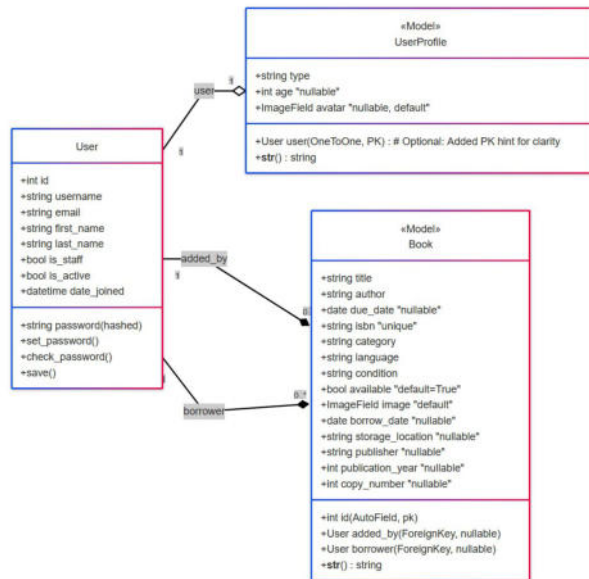 «Model»
UserProfile
+string type
+int age "nullable"
+ImageField avatar "nullable, default"
+User user(OneToOne, PK) : # Optional: Added PK hint for clarity
+str() : string
user
1
1
User
+int id
+string username
+string email
+string first_name
+string last_name
+bool is_staff
+bool is_active
+datetime date_joined
+string password(hashed)
+set_password()
+check_password()
+save()
added_by
1
borrower
0..*
«Model»
Book
+string title
+string author
+date due_date "nullable"
+string isbn "unique"
+string category
+string language
+string condition
+bool available "default=True"
+ImageField image "default"
+date borrow_date "nullable"
+string storage_location "nullable"
+string publisher "nullable"
+int publication_year "nullable"
+int copy_number "nullable"
+int id(AutoField, pk)
+User added_by(ForeignKey, nullable)
+User borrower(ForeignKey, nullable)
+str() : string